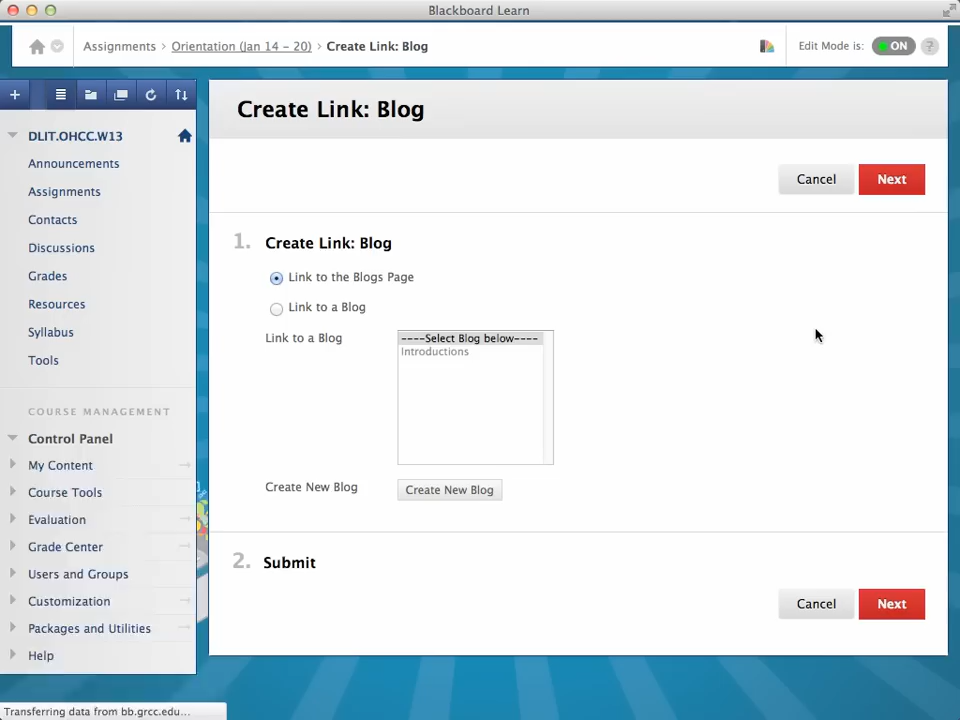 Blackboard Learn
Assignments › Orientation (Jan 14 – 20) › Create Link: Blog
Edit Mode is: ON ?
DLIT.OHCC.W13
Announcements
Assignments
Contacts
Discussions
Grades
Resources
Syllabus
Tools
COURSE MANAGEMENT
Control Panel
My Content
Course Tools
Evaluation
Grade Center
Users and Groups
Customization
Packages and Utilities
Help
Create Link: Blog
Cancel Next
1. Create Link: Blog
Link to the Blogs Page
Link to a Blog
Link to a Blog
----Select Blog below----
Introductions
Create New Blog Create New Blog
2. Submit
Cancel Next
Transferring data from bb.grcc.edu...